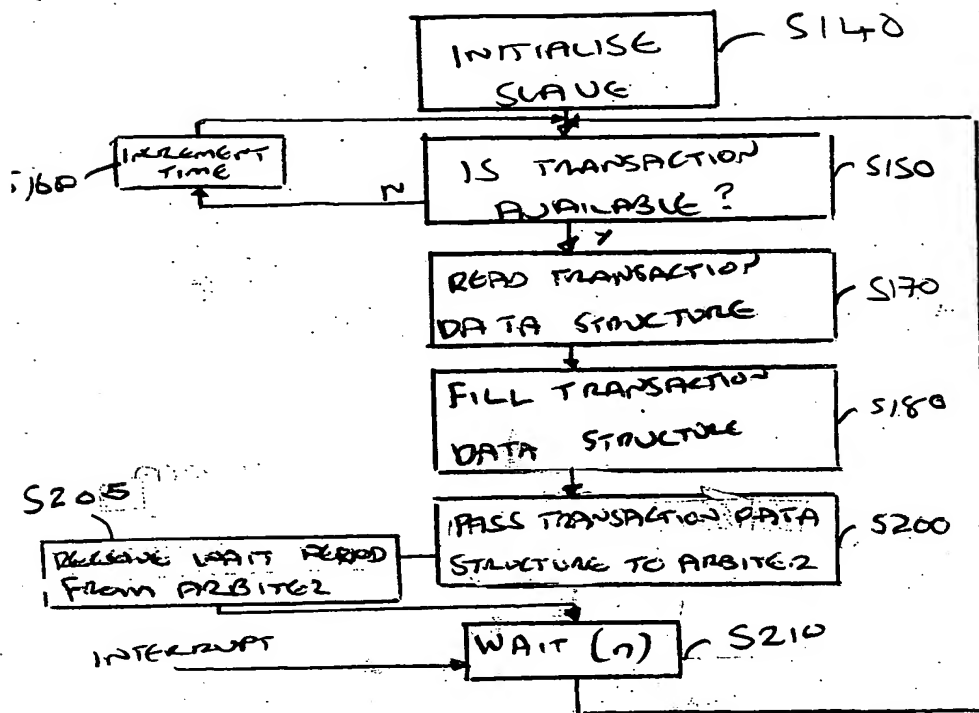 INITIALISE
SLAVE
S140
INCREMENT
TIME
S160
N
IS TRANSACTION
AVAILABLE?
S150
Y
READ TRANSACTION
DATA STRUCTURE
S170
FILL TRANSACTION
DATA STRUCTURE
S180
S205
RECEIVE WAIT PERIOD
FROM ARBITER
PASS TRANSACTION DATA
STRUCTURE TO ARBITER
S200
INTERRUPT
WAIT (n)
S210